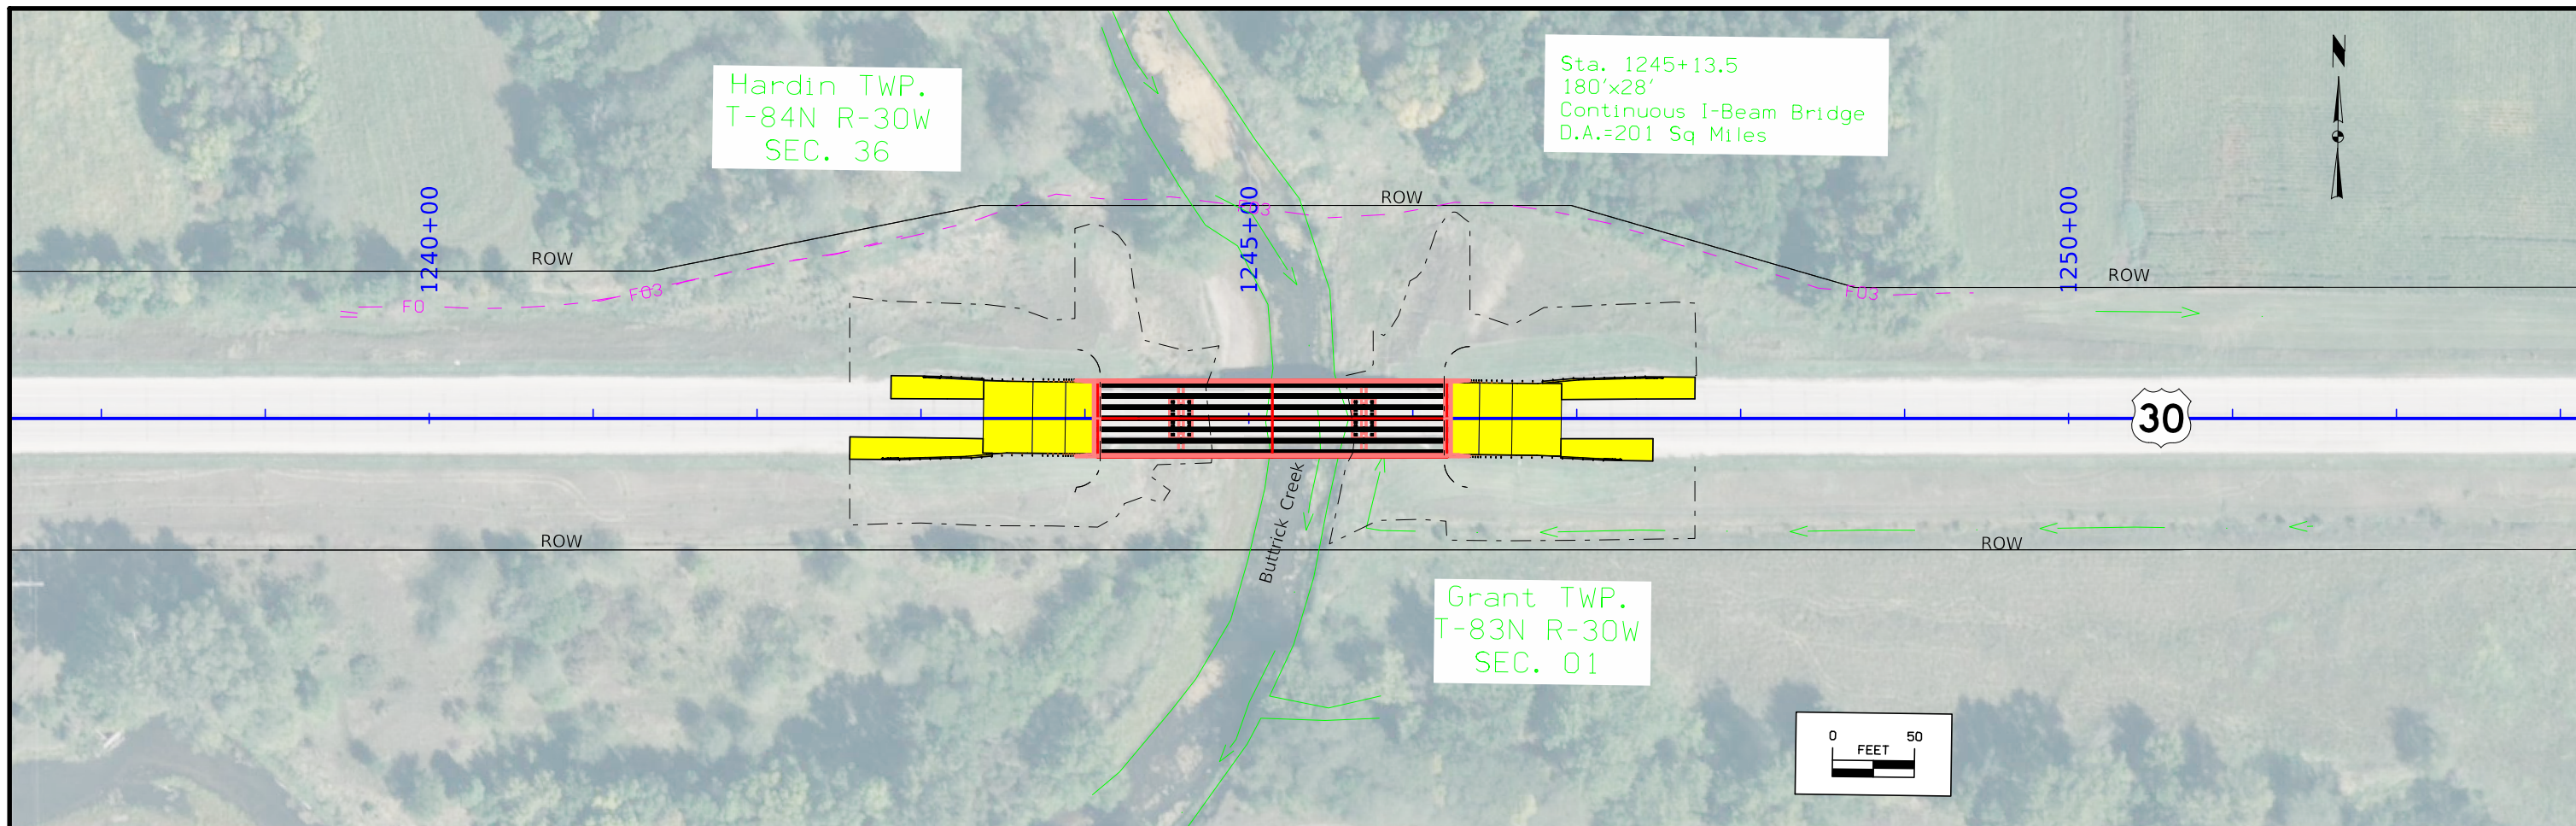 Hardin TWP.
T-84N R-30W
SEC. 36
Sta. 1245+13.5
180'x28'
Continuous I-Beam Bridge
D.A.=201 Sq Miles
N
1240+00
1245+00
1250+00
ROW
ROW
ROW
FO
FO3
FO3
FO3
30
Buttrick Creek
ROW
ROW
Grant TWP.
T-83N R-30W
SEC. 01
0 50
FEET